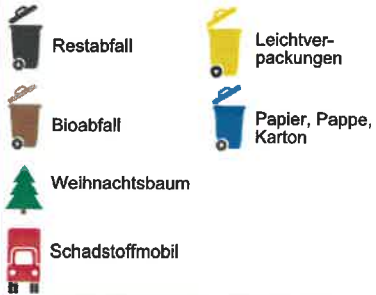 Restabfall
Bioabfall
Weihnachtsbaum
Schadstoffmobil
Leichtver-
packungen
Papier, Pappe,
Karton